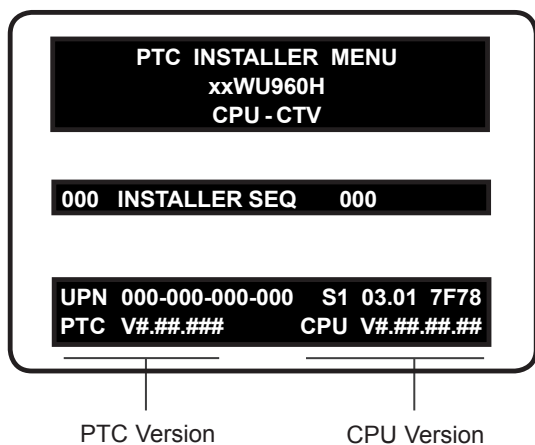 PTC INSTALLER MENU
xxWU960H
CPU - CTV
000 INSTALLER SEQ 000
UPN 000-000-000-000 S1 03.01 7F78
PTC V#.##.### CPU V#.##.##.##
PTC Version CPU Version